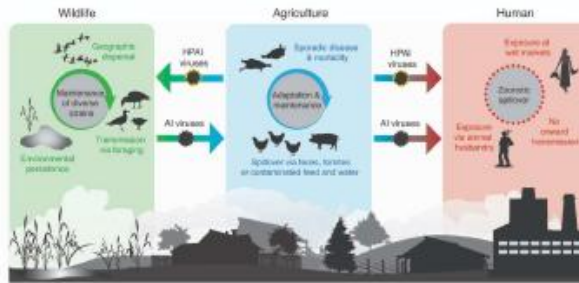 Wildlife
Agriculture
Human
Geographic
dispersal
HPAI
viruses
Sporadic disease
& mortality
HPAI
viruses
Exposure at
wet markets
Maintenance
of diverse
strains
Adaptation &
maintenance
Zoonotic
spillover
AI viruses
AI viruses
Transmission
via foraging
Environmental
persistence
Spillover via feces, fomites
or contaminated feed and water
Exposure
via animal
husbandry
No
onward
transmission